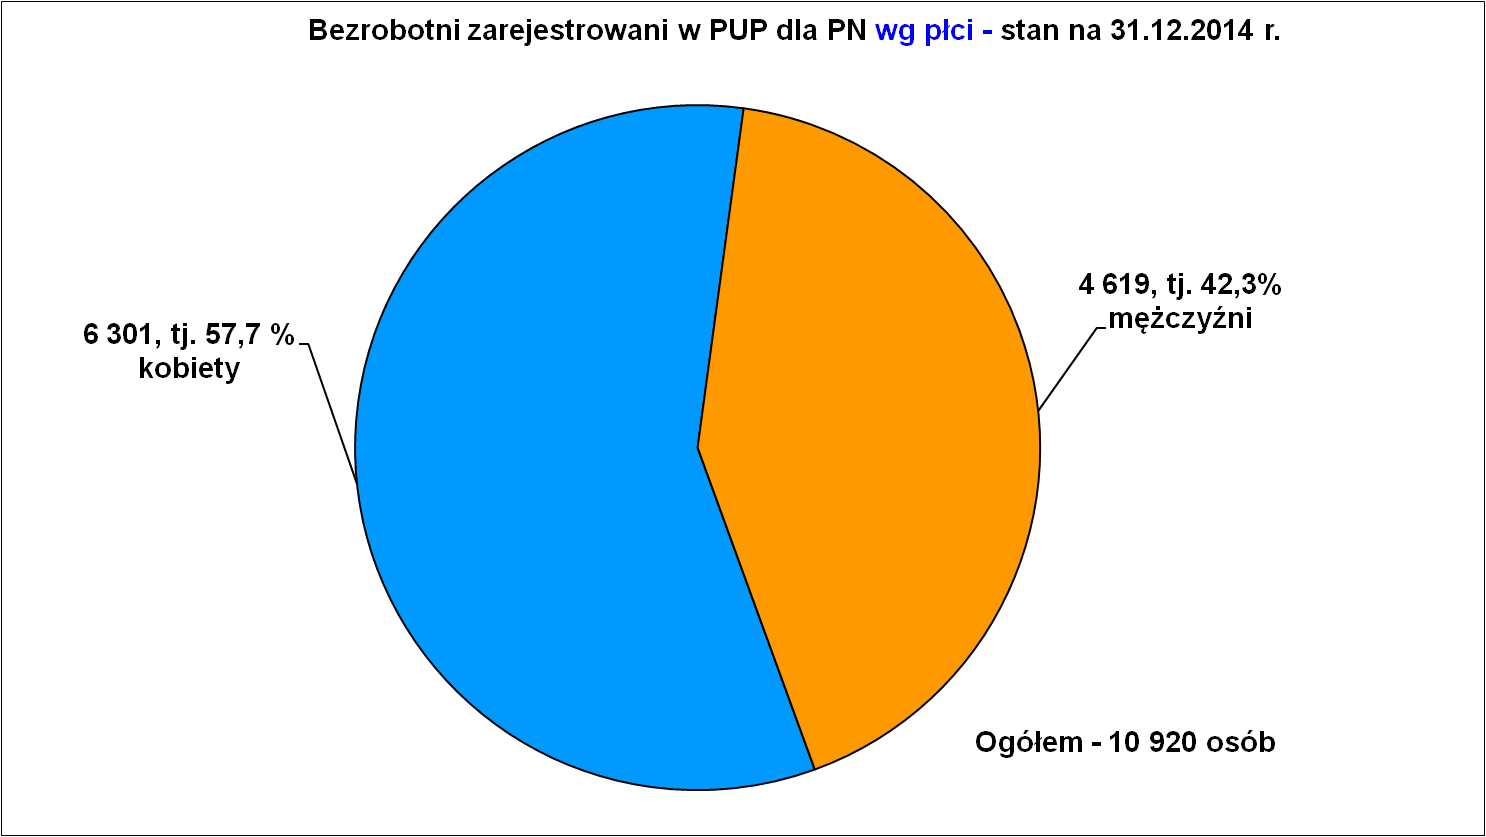 Bezrobotni zarejestrowani w PUP dla PN wg płci - stan na 31.12.2014 r.
4 619, tj. 42,3%
mężczyźni
6 301, tj. 57,7 %
kobiety
Ogółem - 10 920 osób